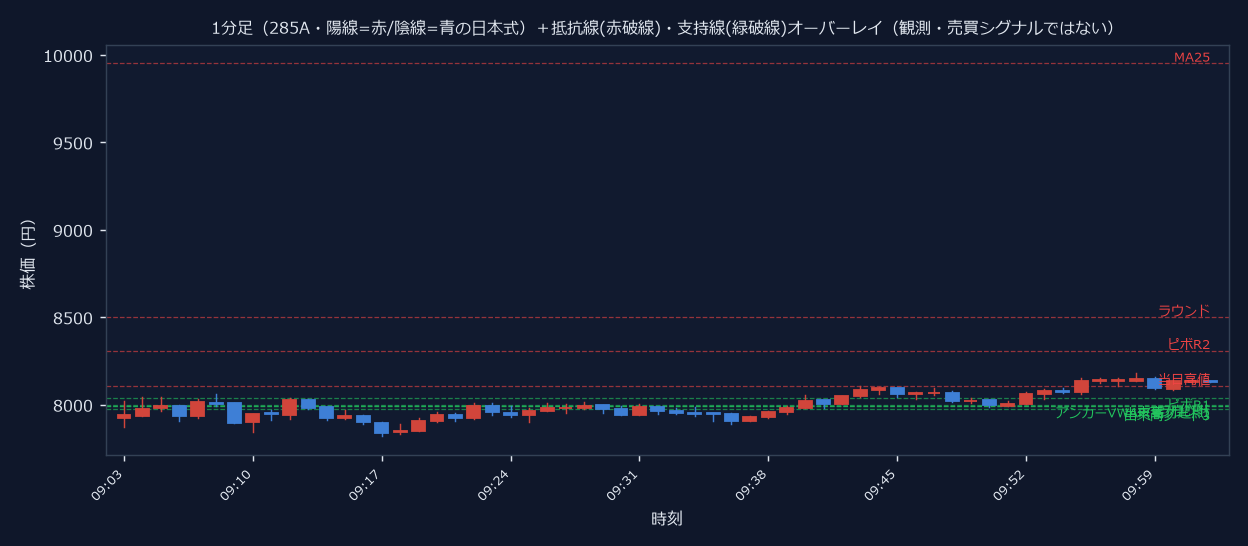 1分足（285A・陽線=赤/陰線=青の日本式）＋抵抗線(赤破線)・支持線(緑破線)オーバーレイ（観測・売買シグナルではない）
株価（円）
10000
9500
9000
8500
8000
MA25
ラウンド
ピボR2
当日高値
ピボR1
09:03
09:10
09:17
09:24
09:31
09:38
09:45
09:52
09:59
時刻